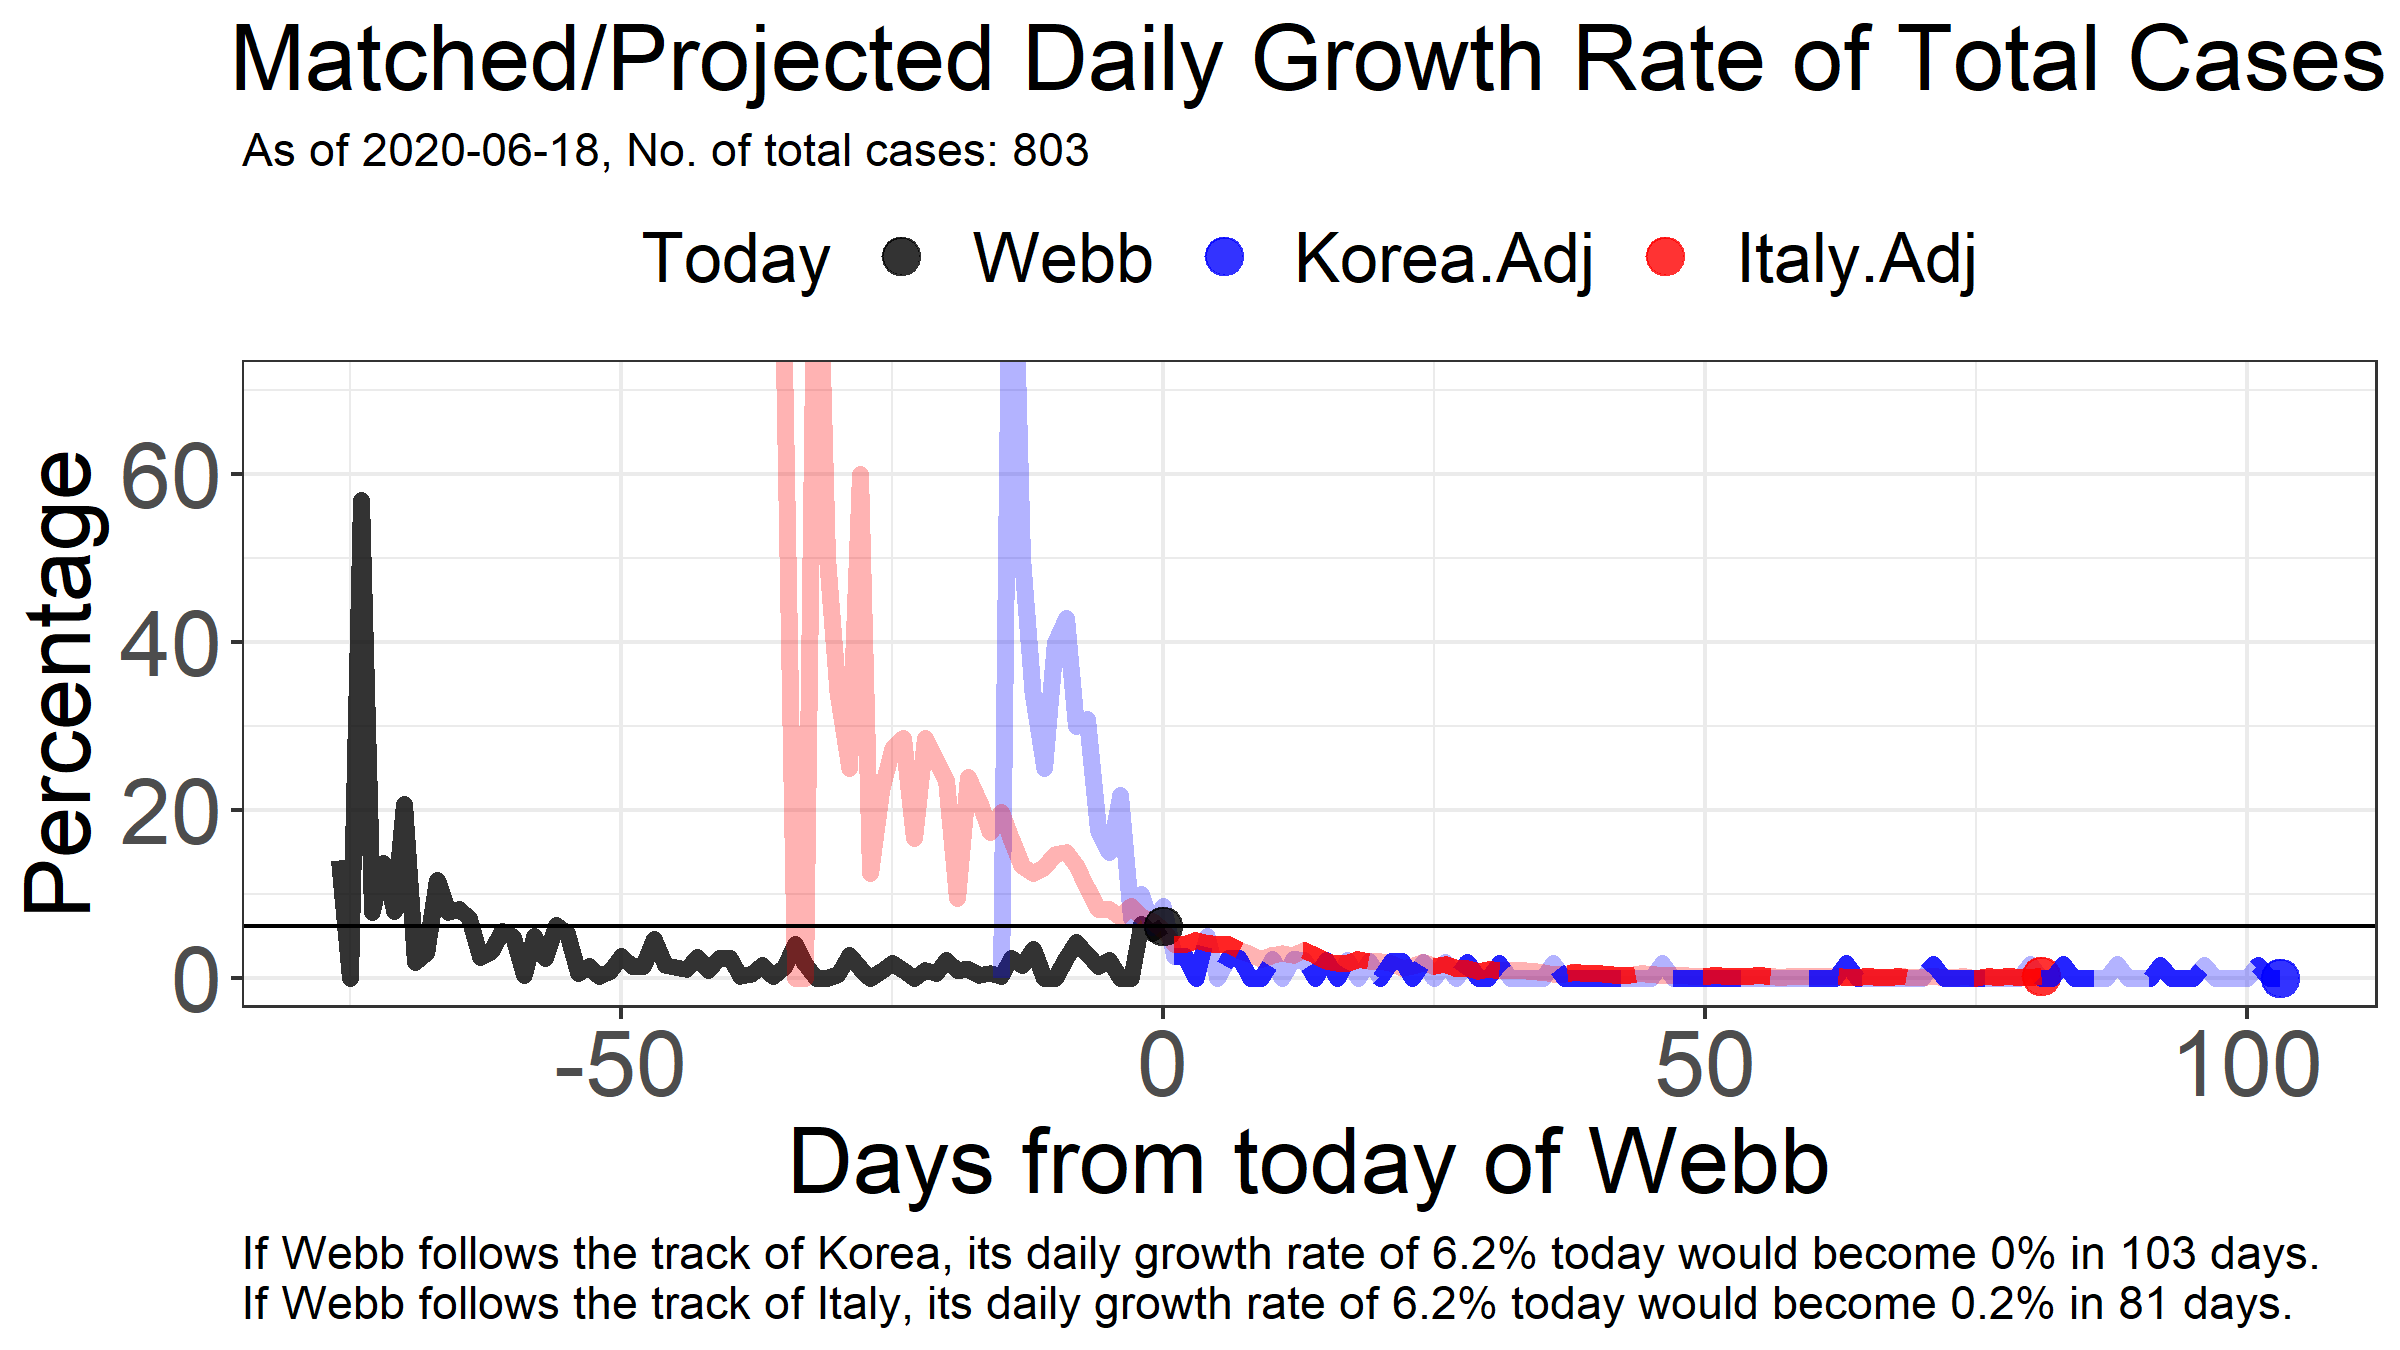 Matched/Projected Daily Growth Rate of Total Cases
As of 2020-06-18, No. of total cases: 803
Today Webb Korea.Adj Italy.Adj
Percentage
60
40
20
0
-50 0 50 100
Days from today of Webb
If Webb follows the track of Korea, its daily growth rate of 6.2% today would become 0% in 103 days.
If Webb follows the track of Italy, its daily growth rate of 6.2% today would become 0.2% in 81 days.